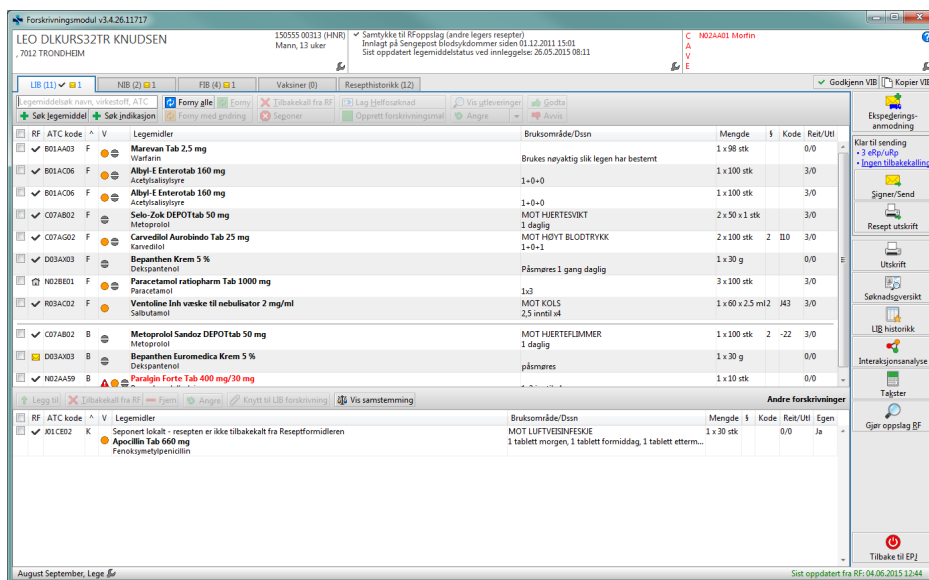 Forskrivningsmodul v3.4.26.11717
LEO DLKURS32TR KNUDSEN
, 7012 TRONDHEIM
150555 00313 (HNR)
Mann, 13 uker
Samtykke til RFoppslag (andre legers resepter)
Innlagt på Sengepost blodsykdommer siden 01.12.2011 15:01
Sist oppdatert legemiddelstatus ved innleggelse: 26.05.2015 08:11
C A V E
N02AA01 Morfin
LIB (11) 1
NIB (2) 1
FIB (4) 1
Vaksiner (0)
Resepthistorikk (12)
Godkjenn VIB
Kopier VIB
Legemiddelsøk navn, virkestoff, ATC
Forny alle
Forny
Tilbakekall fra RF
Lag Helfosøknad
Vis utleveringer
Godta
Søk legemiddel
Søk indikasjon
Forny med endring
Seponer
Opprett forskrivningsmal
Angre
Avvis
RF ATC kode ^ V Legemidler Bruksområde/Dssn Mengde § Kode Reit/Utl
B01AA03 F Marevan Tab 2,5 mg 1 x 98 stk 0/0
Warfarin Brukes nøyaktig slik legen har bestemt
B01AC06 F Albyl-E Enterotab 160 mg 1 x 100 stk 3/0
Acetylsalisylsyre 1+0+0
B01AC06 F Albyl-E Enterotab 160 mg 1 x 100 stk 3/0
Acetylsalisylsyre 1+0+0
C07AB02 F Selo-Zok DEPOTtab 50 mg MOT HJERTESVIKT 2 x 50 x 1 stk 3/0
Metoprolol 1 daglig
C07AG02 F Carvedilol Aurobindo Tab 25 mg MOT HØYT BLODTRYKK 2 x 100 stk 2 I10 3/0
Karvedilol 1+0+1
D03AX03 F Bepanthen Krem 5 % 1 x 30 g 0/0
Dekspantenol Påsmøres 1 gang daglig
N02BE01 F Paracetamol ratiopharm Tab 1000 mg 3 x 100 stk 3/0
Paracetamol 1x3
R03AC02 F Ventoline Inh væske til nebulisator 2 mg/ml MOT KOLS 1 x 60 x 2.5 ml 2 J43 3/0
Salbutamol 2,5 inntil x4
C07AB02 B Metoprolol Sandoz DEPOTtab 50 mg MOT HJERTEFLIMMER 1 x 100 stk 2 -22 3/0
Metoprolol 1 daglig
D03AX03 B Bepanthen Euromedica Krem 5 % 1 x 30 g 0/0
Dekspantenol påsmøres
N02AA59 B Paralgin Forte Tab 400 mg/30 mg 1 x 10 stk 0/0
Legg til
Tilbakekall fra RF
Fjern
Angre
Knytt til LIB forskrivning
Vis samstemming
Andre forskrivninger
RF ATC kode ^ V Legemidler Bruksområde/Dssn Mengde § Kode Reit/Utl Egen
J01CE02 K Seponert lokalt - resepten er ikke tilbakekalt fra Reseptformidleren MOT LUFTVEISINFESKJE 1 x 30 stk 0/0 Ja
Apocillin Tab 660 mg 1 tablett morgen, 1 tablett formiddag, 1 tablett etterm...
Fenoksymetylpenicillin
Ekspederings-
anmodning
Klar til sending
• 3 eRp/uRp
• Ingen tilbakekalling
Signer/Send
Resept utskrift
Utskrift
Søknadsoversikt
LIB historikk
Interaksjonsanalyse
Takster
Gjør oppslag RF
Tilbake til EPJ
August September, Lege
Sist oppdatert fra RF: 04.06.2015 12:44